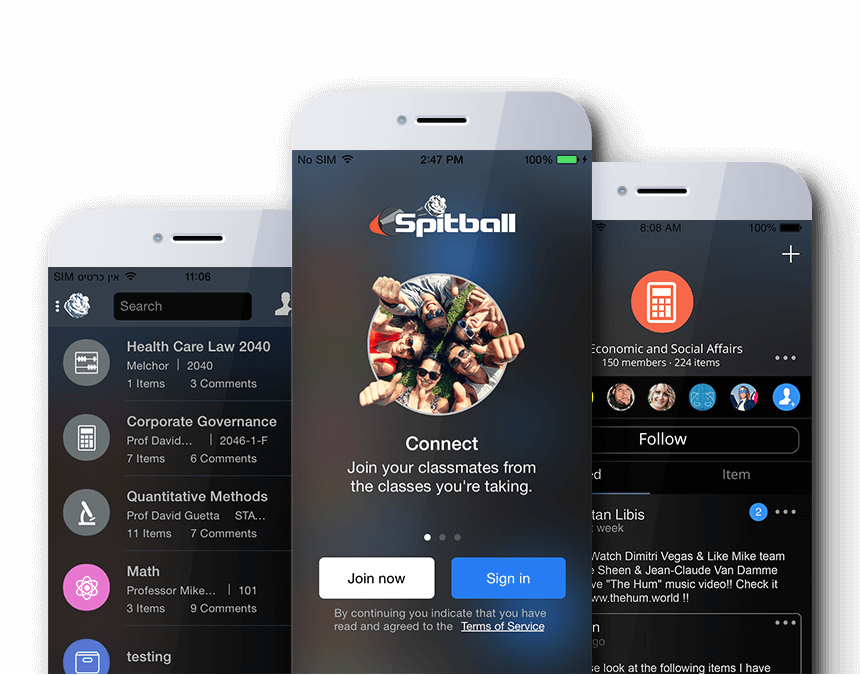 אין כרטיס SIM
11:06
Search
Health Care Law 2040
Melchor | 2040
1 Items 3 Comments
Corporate Governance
Prof David... | 2046-1-F
7 Items 6 Comments
Quantitative Methods
Prof David Guetta STA...
11 Items 7 Comments
Math
Professor Mike... | 101
3 Items 9 Comments
testing
No SIM
2:47 PM
100%
Spitball
Connect
Join your classmates from
the classes you're taking.
Join now
Sign in
By continuing you indicate that you have
read and agreed to the Terms of Service
8:08 AM
100%
Economic and Social Affairs
150 members · 224 items
Follow
Item
Libis
2
week
Watch Dimitri Vegas & Like Mike team
Sheen & Jean-Claude Van Damme
"The Hum" music video!! Check it
.thehum.world !!
look at the following items I have